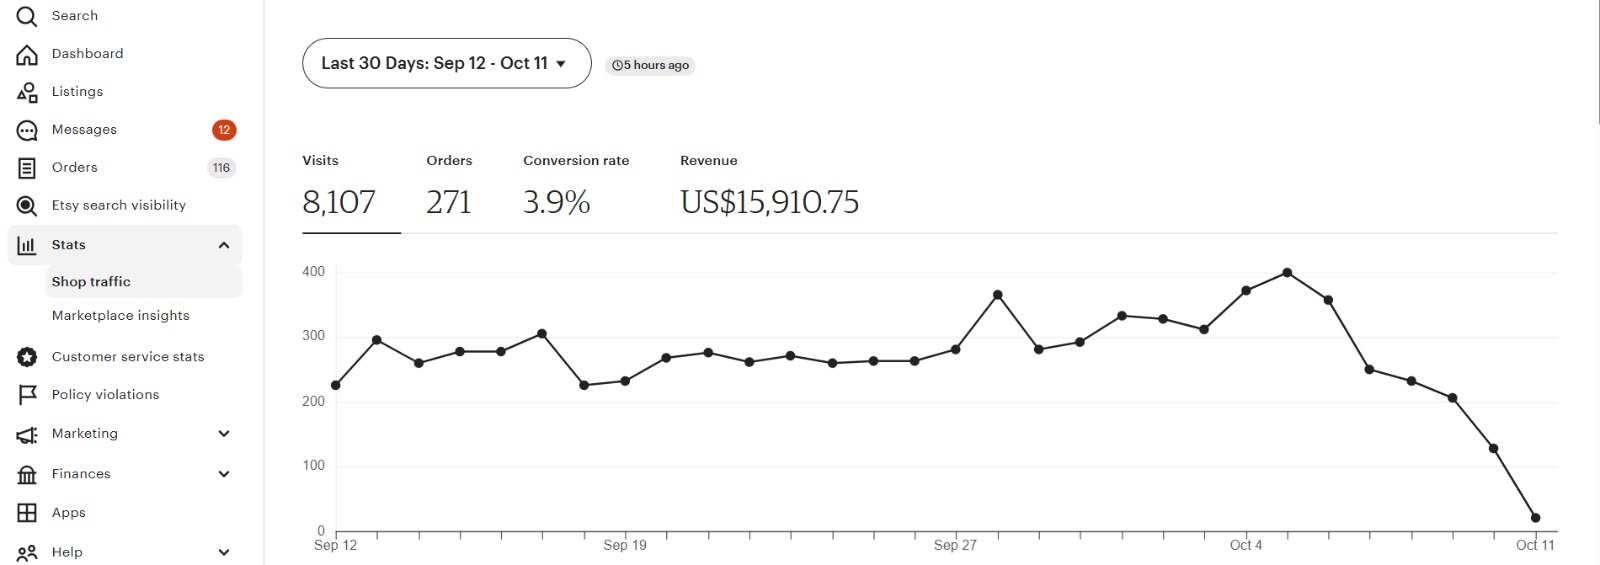 Search
Dashboard
Listings
Messages 12
Orders 116
Etsy search visibility
Stats
Shop traffic
Marketplace insights
Customer service stats
Policy violations
Marketing
Finances
Apps
Help
Last 30 Days: Sep 12 - Oct 11
5 hours ago
Visits Orders Conversion rate Revenue
8,107 271 3.9% US$15,910.75
400
300
200
100
0
Sep 12 Sep 19 Sep 27 Oct 4 Oct 11